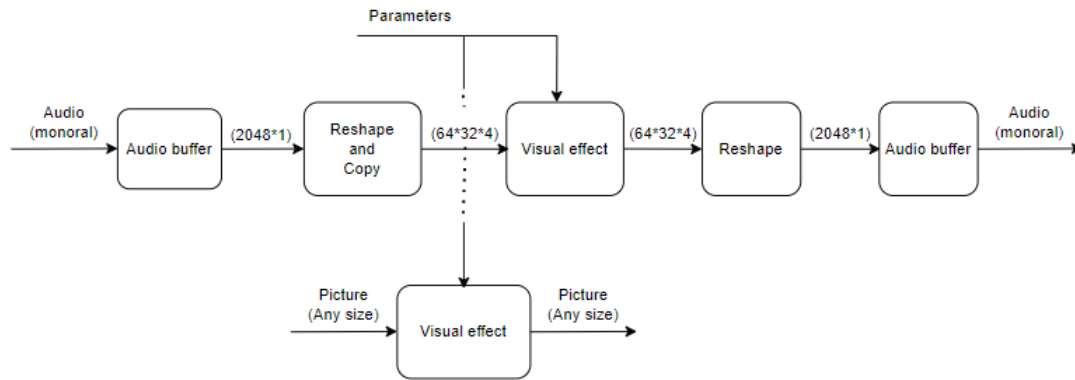 Parameters
Audio
(monoral)
Audio buffer
(2048*1)
Reshape
and
Copy
(64*32*4)
Visual effect
(64*32*4)
Reshape
(2048*1)
Audio buffer
Audio
(monoral)
Picture
(Any size)
Visual effect
Picture
(Any size)